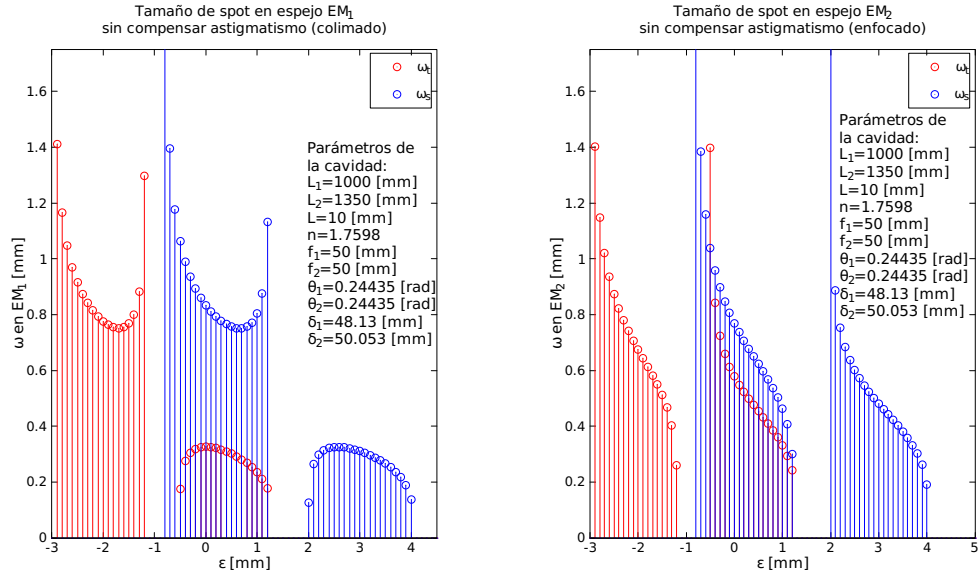 Tamaño de spot en espejo EM₁
sin compensar astigmatismo (colimado)
ω en EM₁ [mm]
1.6
1.4
1.2
1
0.8
0.6
0.4
0.2
0
-3 -2 -1 0 1 2 3 4
ε [mm]
ωₜ
ωₛ
Parámetros de
la cavidad:
L₁=1000 [mm]
L₂=1350 [mm]
L=10 [mm]
n=1.7598
f₁=50 [mm]
f₂=50 [mm]
θ₁=0.24435 [rad]
θ₂=0.24435 [rad]
δ₁=48.13 [mm]
δ₂=50.053 [mm]
Tamaño de spot en espejo EM₂
sin compensar astigmatismo (enfocado)
ω en EM₂ [mm]
1.6
1.4
1.2
1
0.8
0.6
0.4
0.2
0
-3 -2 -1 0 1 2 3 4 5
ε [mm]
ωₜ
ωₛ
Parámetros de
la cavidad:
L₁=1000 [mm]
L₂=1350 [mm]
L=10 [mm]
n=1.7598
f₁=50 [mm]
f₂=50 [mm]
θ₁=0.24435 [rad]
θ₂=0.24435 [rad]
δ₁=48.13 [mm]
δ₂=50.053 [mm]